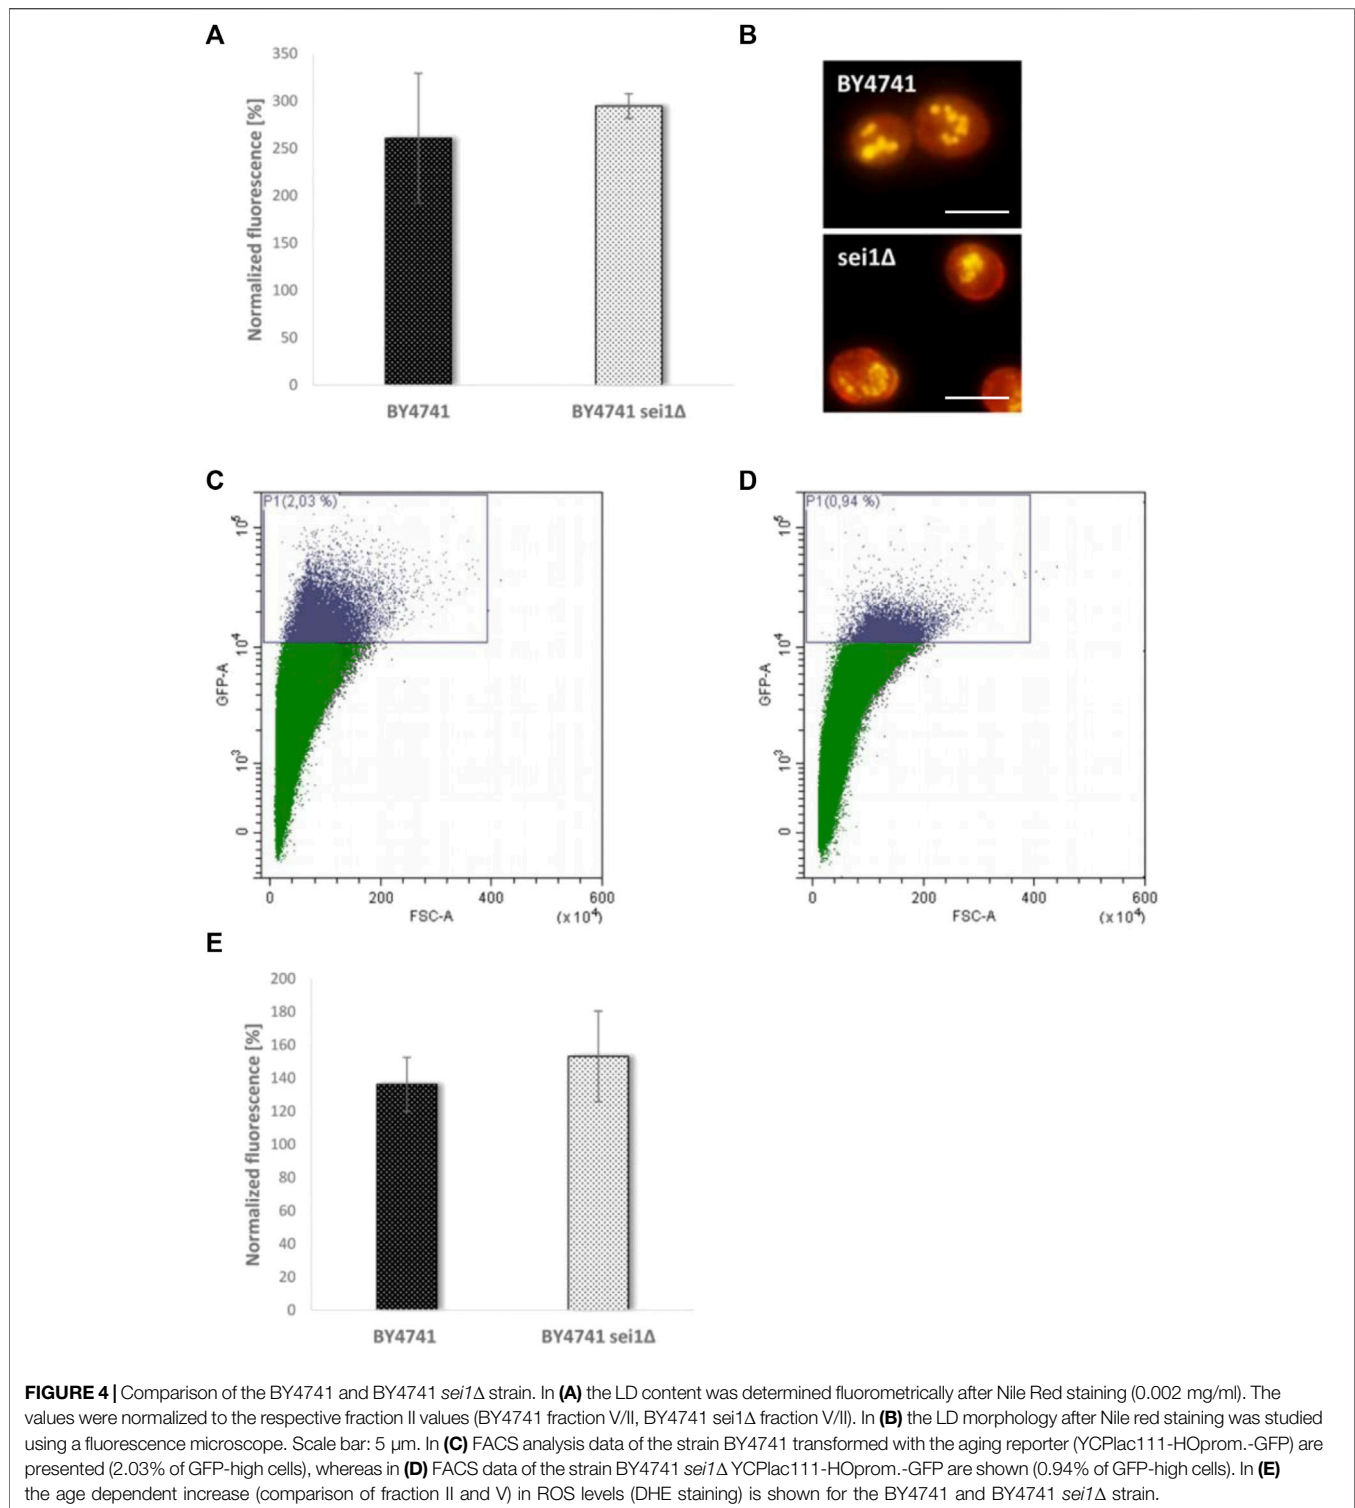 A
350
300
250
200
150
100
50
0
Normalized fluorescence [%]
BY4741
BY4741 sei1Δ
B
BY4741
sei1Δ
C
P1(2,03 %)
10⁵
10⁴
10³
0
GFP-A
0 200 400 600
FSC-A (x 10⁴)
D
P1(0,94 %)
10⁵
10⁴
10³
0
GFP-A
0 200 400 600
FSC-A (x 10⁴)
E
200
180
160
140
120
100
80
60
40
20
0
Normalized fluorescence [%]
BY4741
BY4741 sei1Δ
FIGURE 4 | Comparison of the BY4741 and BY4741 sei1Δ strain. In (A) the LD content was determined fluorometrically after Nile Red staining (0.002 mg/ml). The
values were normalized to the respective fraction II values (BY4741 fraction V/II, BY4741 sei1Δ fraction V/II). In (B) the LD morphology after Nile red staining was studied
using a fluorescence microscope. Scale bar: 5 µm. In (C) FACS analysis data of the strain BY4741 transformed with the aging reporter (YCPlac111-HOprom.-GFP) are
presented (2.03% of GFP-high cells), whereas in (D) FACS data of the strain BY4741 sei1Δ YCPlac111-HOprom.-GFP are shown (0.94% of GFP-high cells). In (E)
the age dependent increase (comparison of fraction II and V) in ROS levels (DHE staining) is shown for the BY4741 and BY4741 sei1Δ strain.